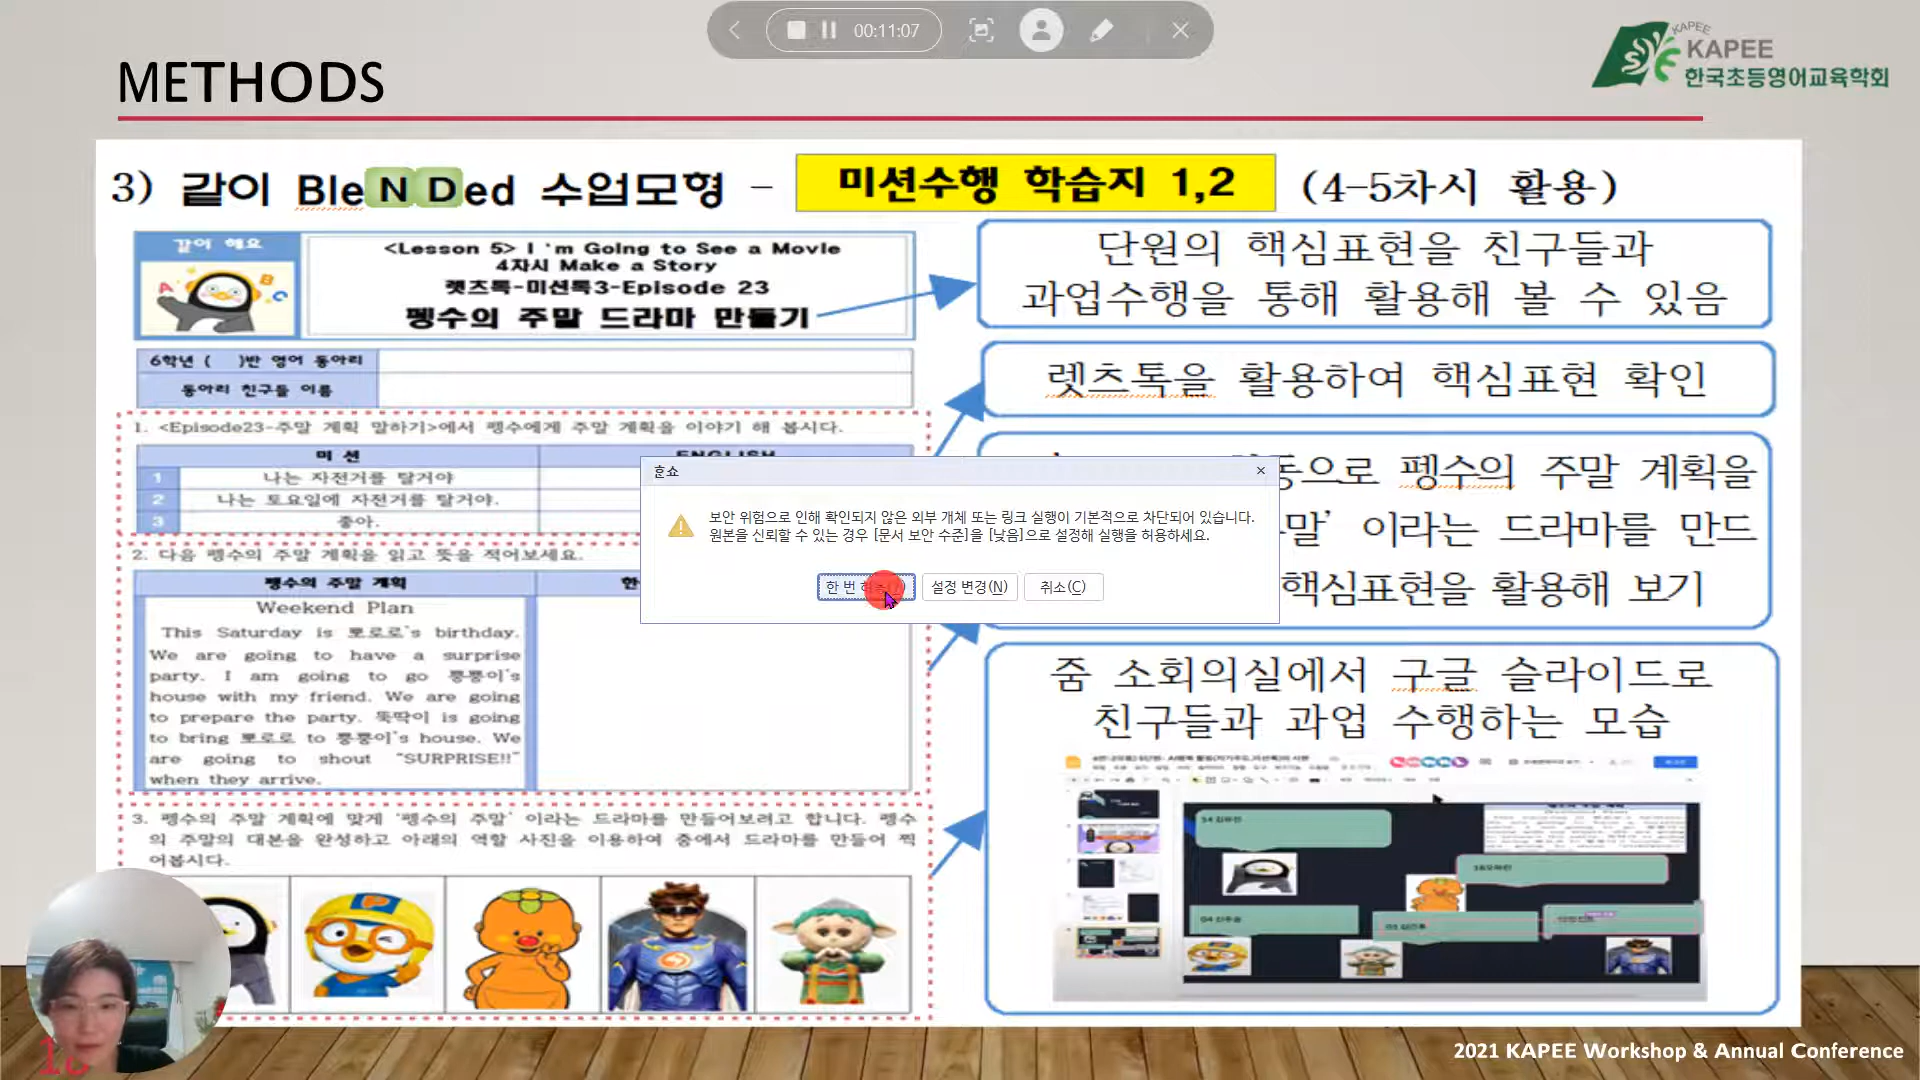 00:11:07
METHODS
KAPEE
KAPEE
한국초등영어교육학회
3) 같이 BleNDed 수업모형 – 미션수행 학습지 1,2 (4-5차시 활용)
같이 해요
<Lesson 5> I 'm Going to See a Movie
4차시 Make a Story
렛츠톡-미션톡3-Episode 23
펭수의 주말 드라마 만들기
6학년 ( )반 영어 동아리
동아리 친구들 이름
1. <Episode23-주말 계획 말하기>에서 펭수에게 주말 계획을 이야기 해 봅시다.
미 션
ENGLISH
1 나는 자전거를 탈거야
2 나는 토요일에 자전거를 탈거야.
3 좋아.
2. 다음 펭수의 주말 계획을 읽고 뜻을 적어보세요.
펭수의 주말 계획
한
Weekend Plan
This Saturday is 뽀로로's birthday.
We are going to have a surprise
party. I am going to go 뿡뿡이's
house with my friend. We are going
to prepare the party. 뚝딱이 is going
to bring 뽀로로 to 뿡뿡이's house. We
are going to shout "SURPRISE!!"
when they arrive.
3. 펭수의 주말 계획에 맞게 '펭수의 주말' 이라는 드라마를 만들어보려고 합니다. 펭수
의 주말의 대본을 완성하고 아래의 역할 사진을 이용하여 줌에서 드라마를 만들어 찍
어봅시다.
단원의 핵심표현을 친구들과
과업수행을 통해 활용해 볼 수 있음
렛츠톡을 활용하여 핵심표현 확인
동으로 펭수의 주말 계획을
말' 이라는 드라마를 만드
핵심표현을 활용해 보기
줌 소회의실에서 구글 슬라이드로
친구들과 과업 수행하는 모습
한쇼
보안 위험으로 인해 확인되지 않은 외부 개체 또는 링크 실행이 기본적으로 차단되어 있습니다.
원본을 신뢰할 수 있는 경우 [문서 보안 수준]을 [낮음]으로 설정해 실행을 허용하세요.
한 번
설정 변경(N)
취소(C)
2021 KAPEE Workshop & Annual Conference